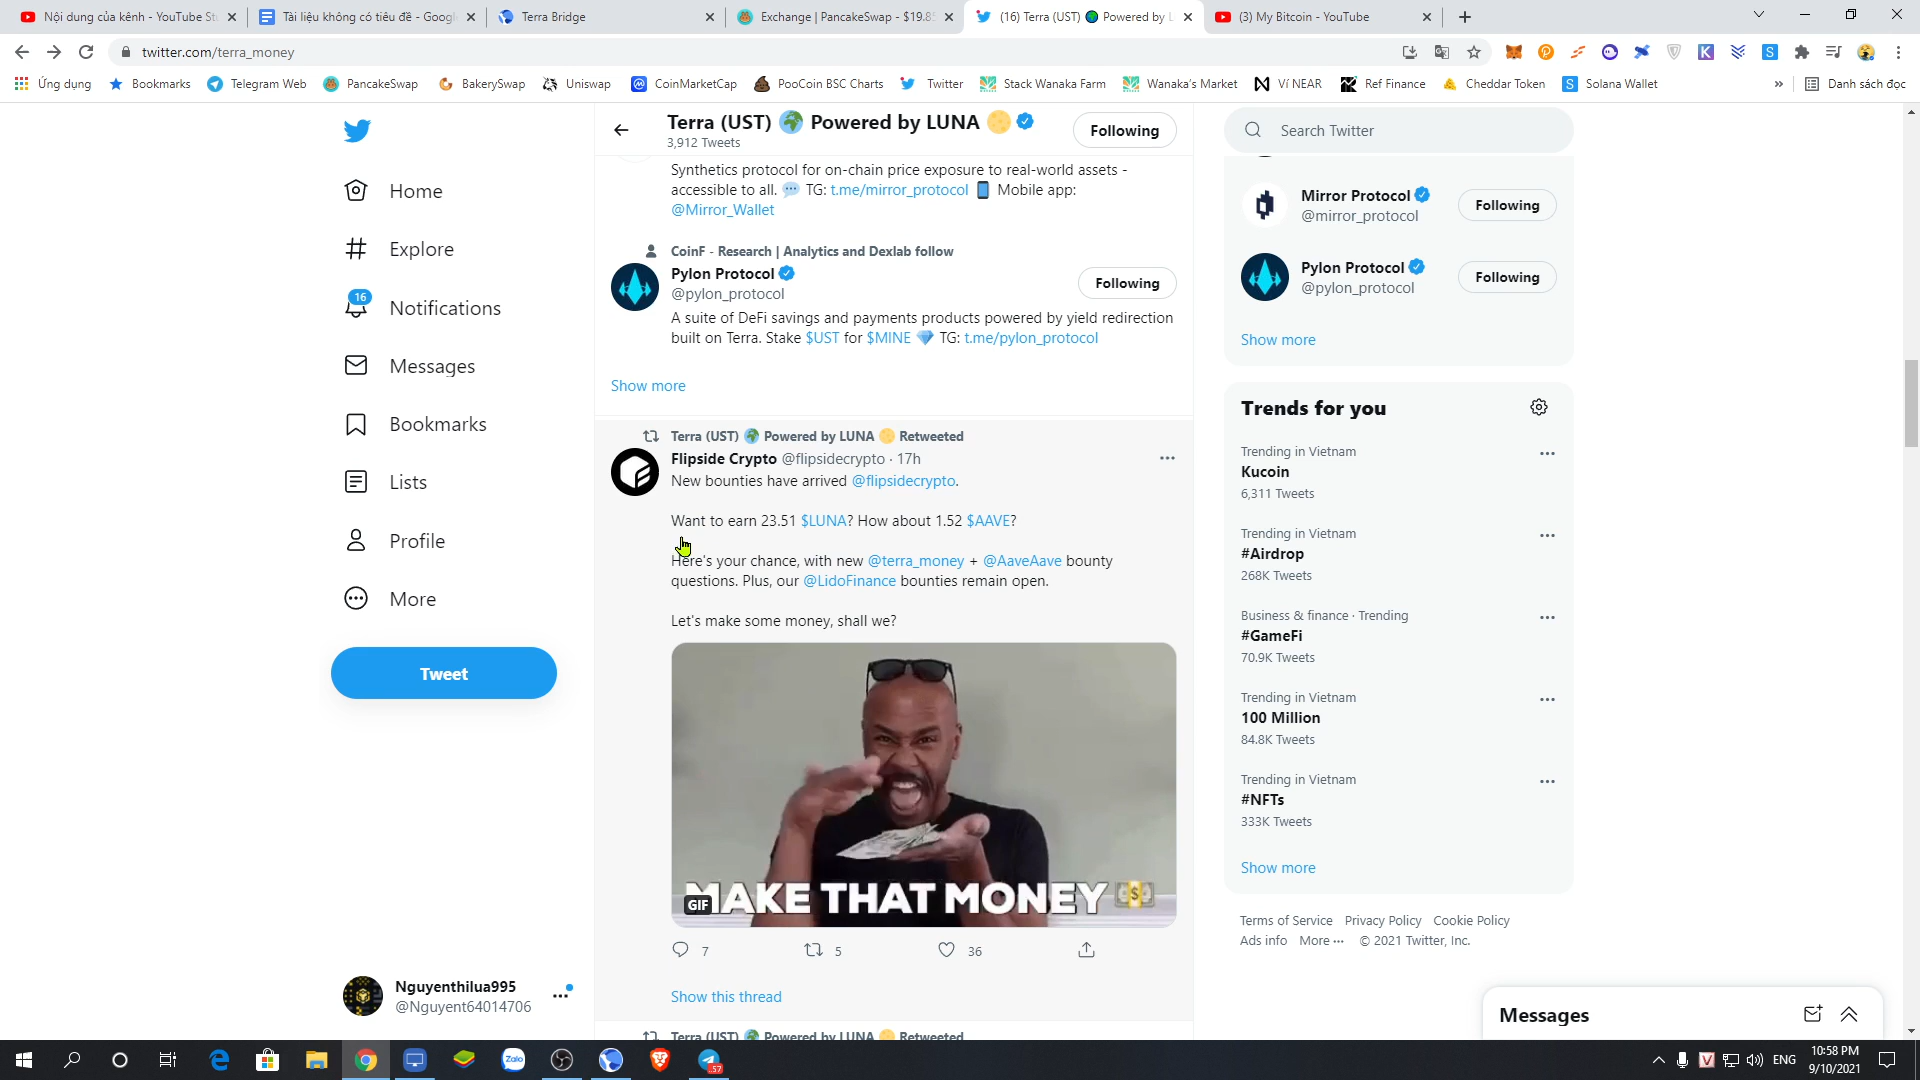 Nội dung của kênh - YouTube St
Tài liệu không có tiêu đề - Googl
Terra Bridge
Exchange | PancakeSwap - $19.8
(16) Terra (UST) 🌍 Powered by L
(3) My Bitcoin - YouTube
twitter.com/terra_money
Ứng dụng
Bookmarks
Telegram Web
PancakeSwap
BakerySwap
Uniswap
CoinMarketCap
PooCoin BSC Charts
Twitter
Stack Wanaka Farm
Wanaka's Market
Ví NEAR
Ref Finance
Cheddar Token
Solana Wallet
»
Danh sách đọc
Home
Explore
16
Notifications
Messages
Bookmarks
Lists
Profile
More
Tweet
Nguyenthilua995
@Nguyent64014706
Terra (UST) 🌍 Powered by LUNA 🌕
3,912 Tweets
Following
Synthetics protocol for on-chain price exposure to real-world assets -
accessible to all. 💬 TG: t.me/mirror_protocol 📱 Mobile app:
@Mirror_Wallet
CoinF - Research | Analytics and Dexlab follow
Pylon Protocol
@pylon_protocol
Following
A suite of DeFi savings and payments products powered by yield redirection
built on Terra. Stake $UST for $MINE 💎 TG: t.me/pylon_protocol
Show more
Terra (UST) 🌍 Powered by LUNA 🌕 Retweeted
Flipside Crypto @flipsidecrypto · 17h
New bounties have arrived @flipsidecrypto.
Want to earn 23.51 $LUNA? How about 1.52 $AAVE?
Here's your chance, with new @terra_money + @AaveAave bounty
questions. Plus, our @LidoFinance bounties remain open.
Let's make some money, shall we?
MAKE THAT MONEY 💵
GIF
7
5
36
Show this thread
Terra (UST) 🌍 Powered by LUNA 🌕 Retweeted
Search Twitter
Mirror Protocol
@mirror_protocol
Following
Pylon Protocol
@pylon_protocol
Following
Show more
Trends for you
Trending in Vietnam
Kucoin
6,311 Tweets
Trending in Vietnam
#Airdrop
268K Tweets
Business & finance · Trending
#GameFi
70.9K Tweets
Trending in Vietnam
100 Million
84.8K Tweets
Trending in Vietnam
#NFTs
333K Tweets
Show more
Terms of Service Privacy Policy Cookie Policy
Ads info More ··· © 2021 Twitter, Inc.
Messages
Zalo
57
ENG
10:58 PM
9/10/2021